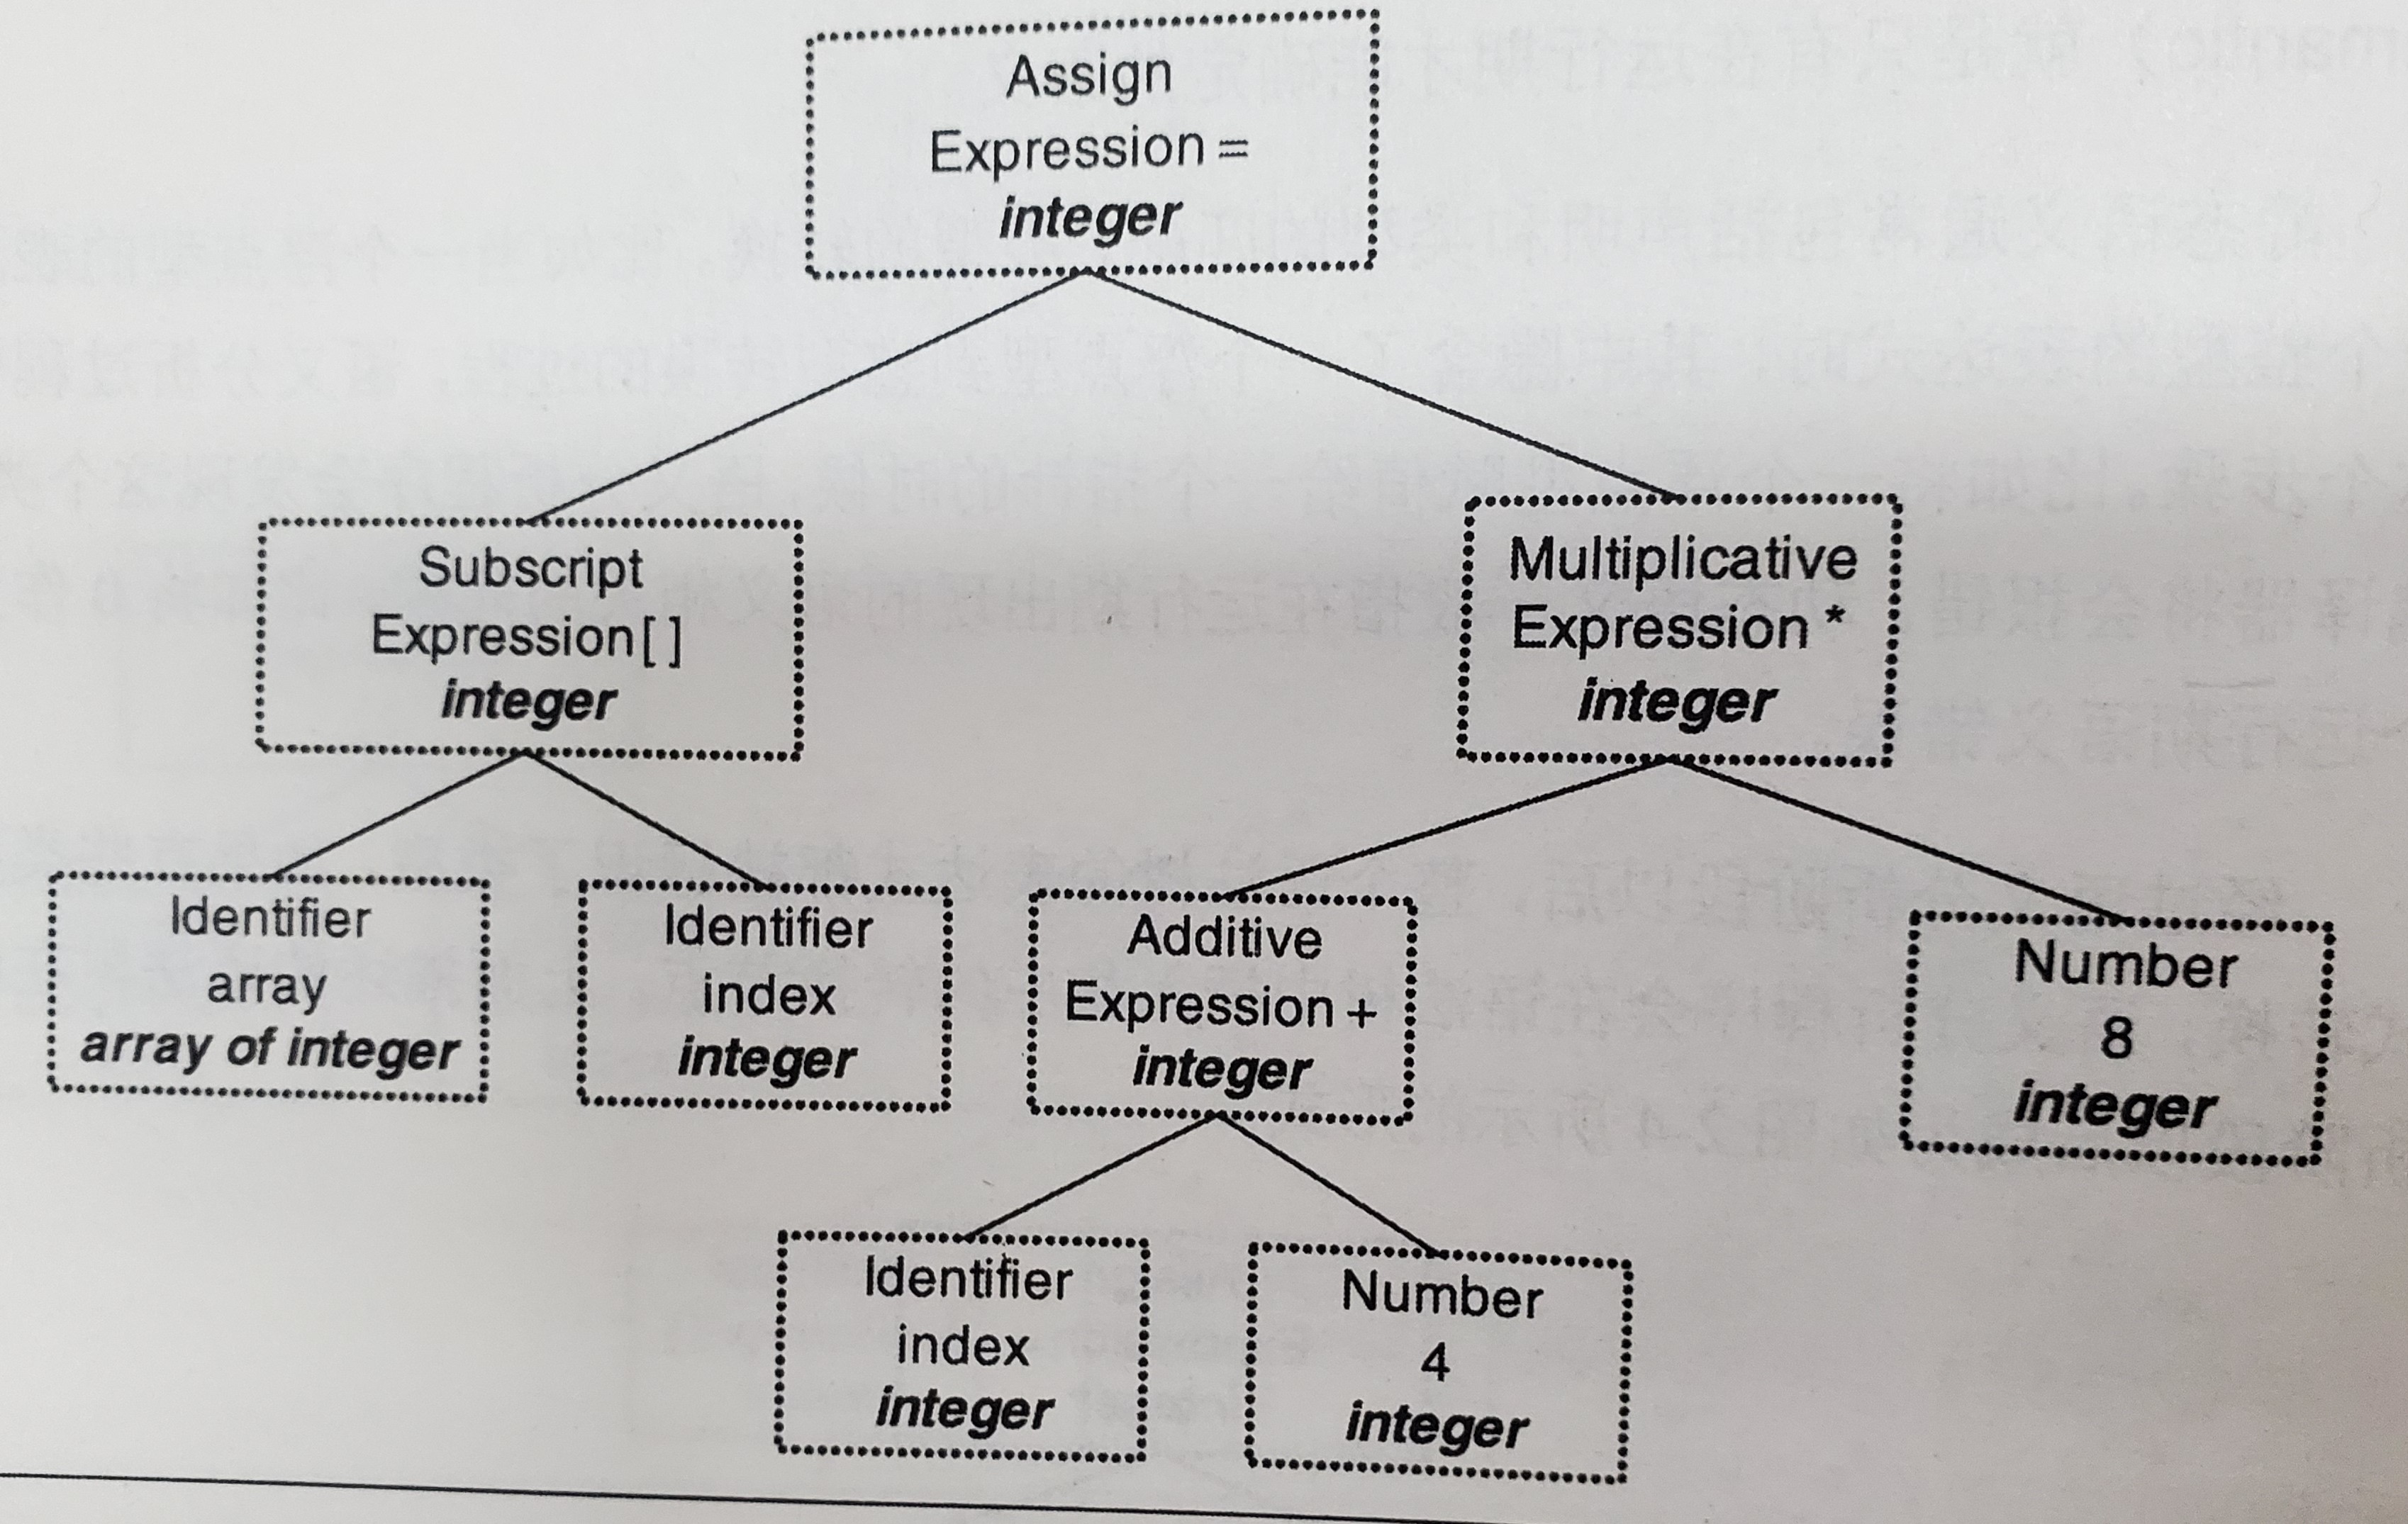 Assign
Expression =
integer
Subscript
Expression[ ]
integer
Multiplicative
Expression *
integer
Identifier
array
array of integer
Identifier
index
integer
Additive
Expression +
integer
Number
8
integer
Identifier
index
integer
Number
4
integer